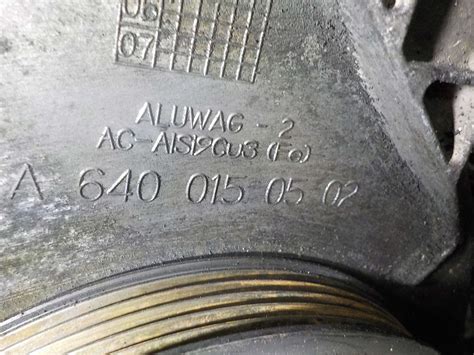 06
07
ALUWAG - 2
AC-AlSi9Cu3 (Fe)
A 640 015 05 02